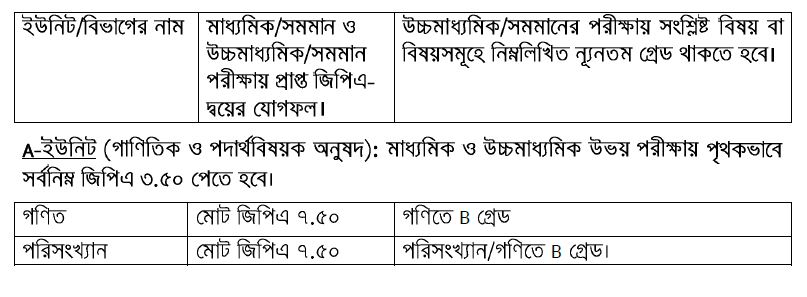 ইউনিট/বিভাগের নাম
মাধ্যমিক/সমমান ও
উচ্চমাধ্যমিক/সমমান
পরীক্ষায় প্রাপ্ত জিপিএ-
দ্বয়ের যোগফল।
উচ্চমাধ্যমিক/সমমানের পরীক্ষায় সংশ্লিষ্ট বিষয় বা
বিষয়সমূহে নিম্নলিখিত ন্যূনতম গ্রেড থাকতে হবে।
A-ইউনিট (গাণিতিক ও পদার্থবিষয়ক অনুষদ): মাধ্যমিক ও উচ্চমাধ্যমিক উভয় পরীক্ষায় পৃথকভাবে
সর্বনিম্ন জিপিএ ৩.৫০ পেতে হবে।
গণিত মোট জিপিএ ৭.৫০ গণিতে B গ্রেড
পরিসংখ্যান মোট জিপিএ ৭.৫০ পরিসংখ্যান/গণিতে B গ্রেড।